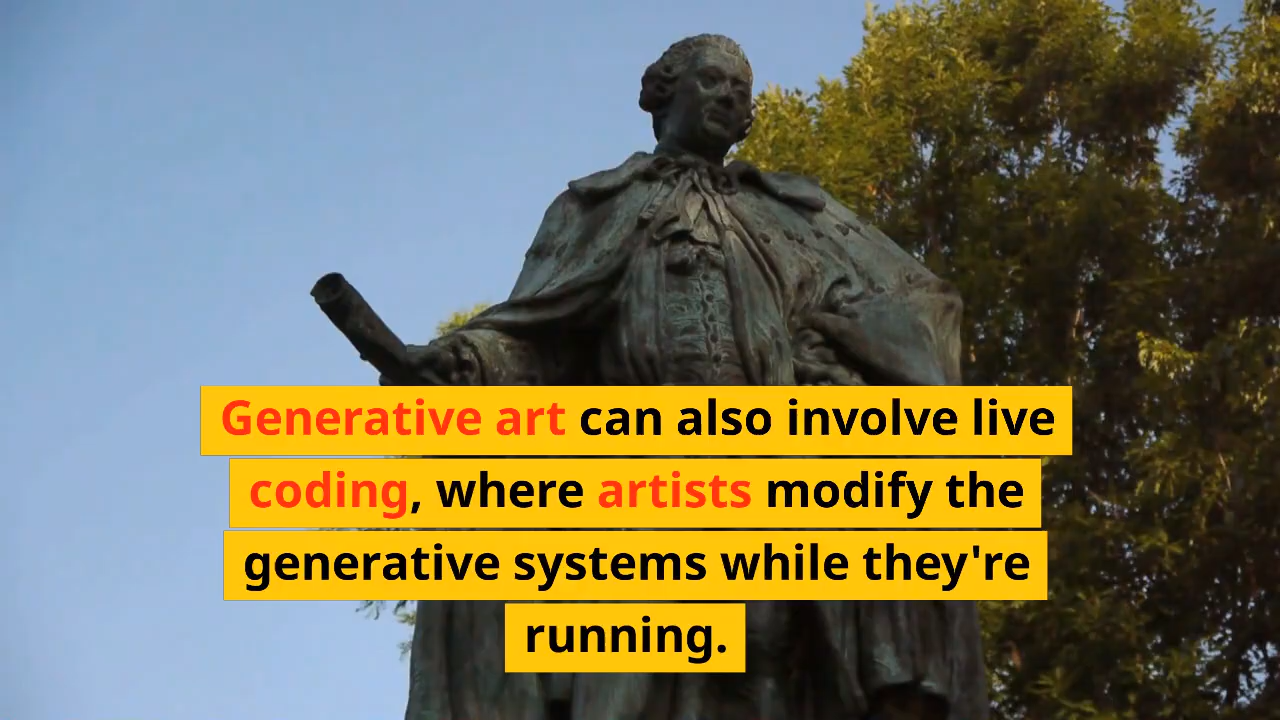 Generative art can also involve live
coding, where artists modify the
generative systems while they're
running.